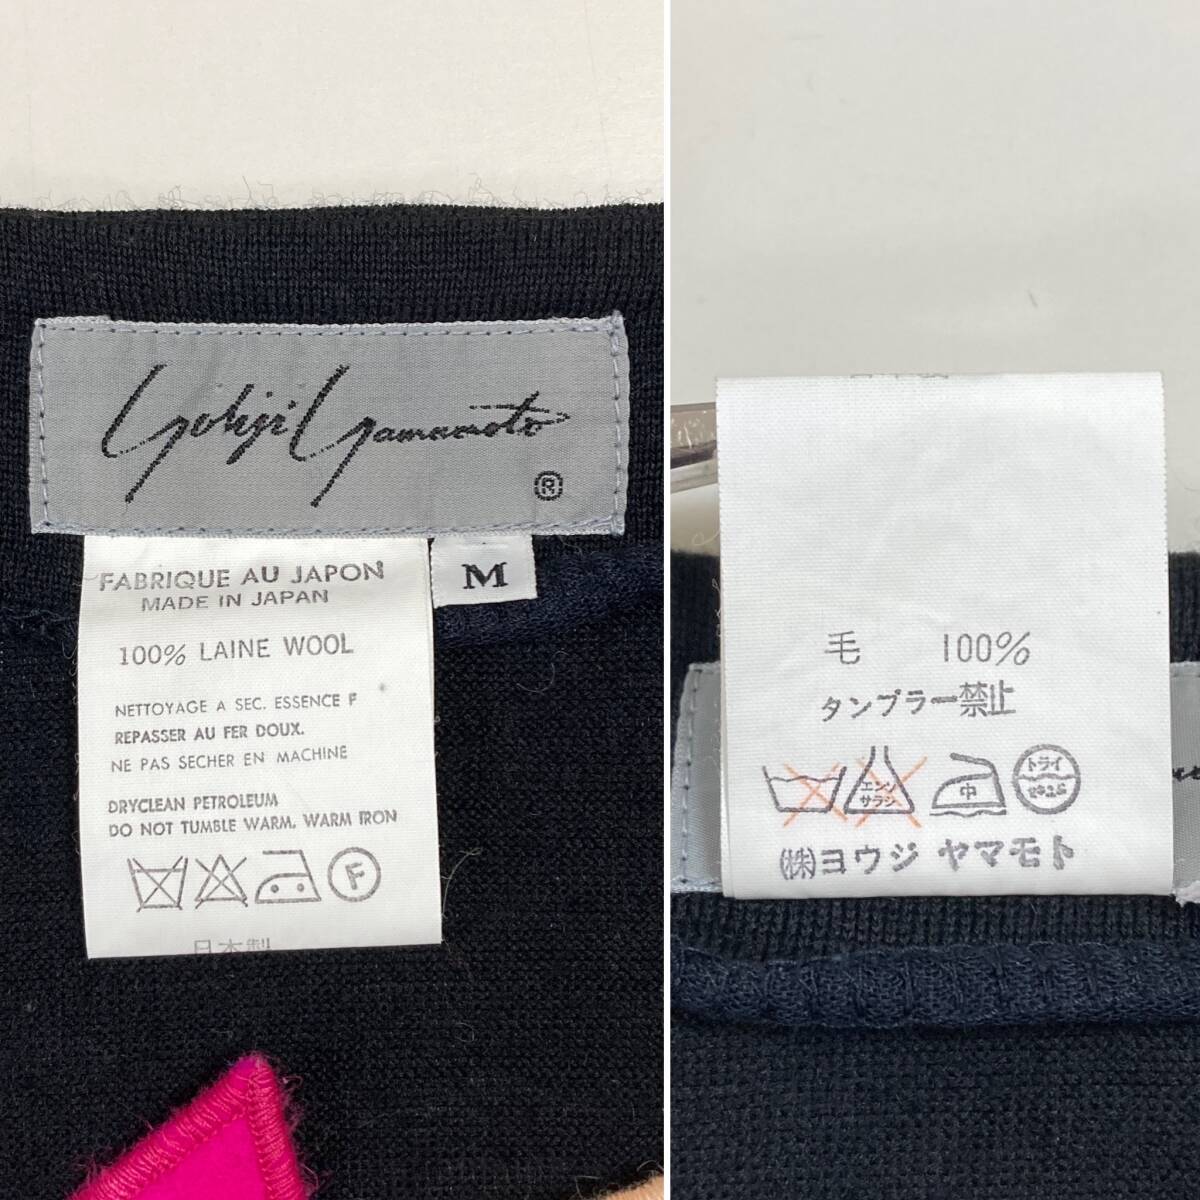 Yohji Yamamoto
®
M
FABRIQUE AU JAPON
MADE IN JAPAN
100% LAINE WOOL
NETTOYAGE A SEC. ESSENCE F
REPASSER AU FER DOUX.
NE PAS SECHER EN MACHINE
DRYCLEAN PETROLEUM
DO NOT TUMBLE WARM. WARM IRON
F
日本製
毛 100%
タンブラー禁止
エンソ
サラシ
中
ドライ
セキユ系
(株)ヨウジ ヤマモト